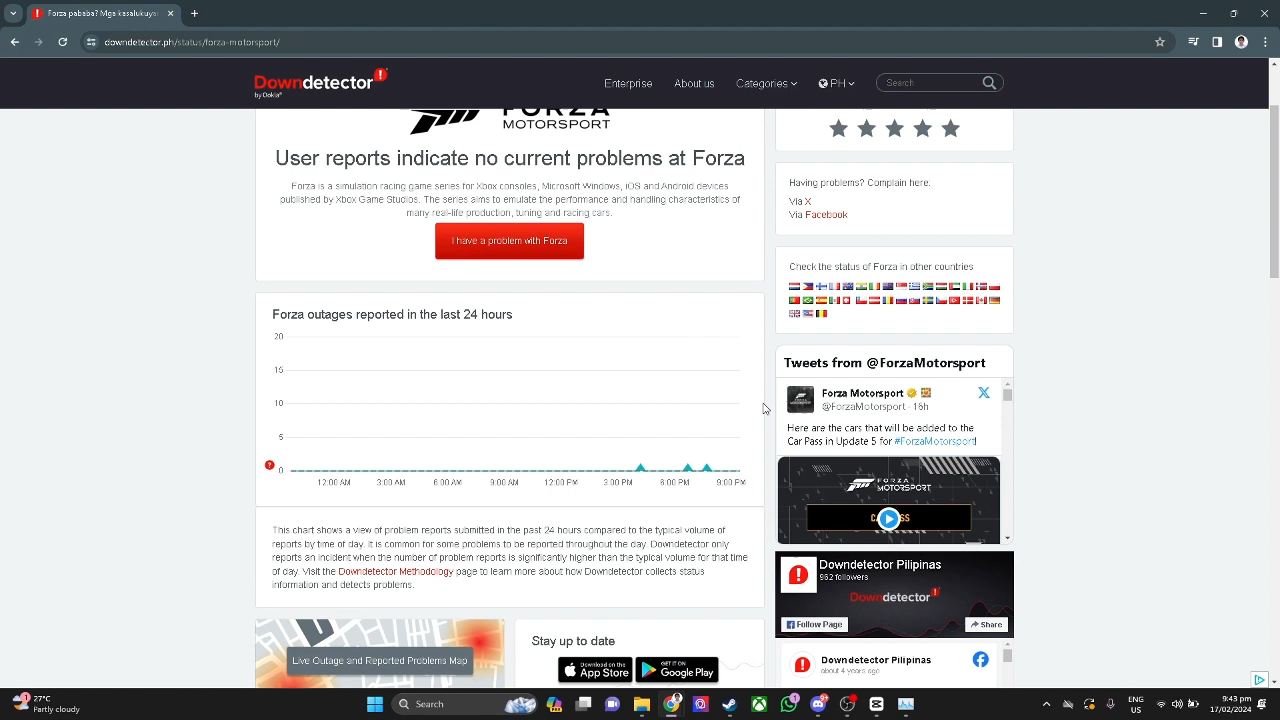 Forza pababa? Mga kasalukuya
downdetector.ph/status/forza-motorsport/
Downdetector
by Ookla
Enterprise
About us
Categories
PH
Search
FORZA
MOTORSPORT
User reports indicate no current problems at Forza
Forza is a simulation racing game series for Xbox consoles, Microsoft Windows, iOS and Android devices
published by Xbox Game Studios. The series aims to emulate the performance and handling characteristics
of many real-life production, tuning and racing cars.
I have a problem with Forza
Forza outages reported in the last 24 hours
20
15
10
5
0
?
12:00 AM
3:00 AM
6:00 AM
9:00 AM
12:00 PM
3:00 PM
6:00 PM
9:00 PM
This chart shows a view of problem reports submitted in the past 24 hours compared to the typical volume of
reports by time of day. It is common for some problems to be reported throughout the day. Downdetector only
reports an incident when the number of problem reports is significantly higher than the typical volume for that time
of day. Visit the Downdetector Methodology page to learn more about how Downdetector collects status
information and detects problems.
Live Outage and Reported Problems Map
Stay up to date
Download on the
App Store
GET IT ON
Google Play
Having problems? Complain here:
Via X
Via Facebook
Check the status of Forza in other countries
Tweets from @ForzaMotorsport
Forza Motorsport
@ForzaMotorsport · 16h
Here are the cars that will be added to the
Car Pass in Update 5 for #ForzaMotorsport!
FORZA
MOTORSPORT
Downdetector Pilipinas
962 followers
Downdetector
Follow Page
Share
Downdetector Pilipinas
about 4 years ago
1
27°C
Partly cloudy
Search
1
9+
ENG
US
9:43 pm
17/02/2024